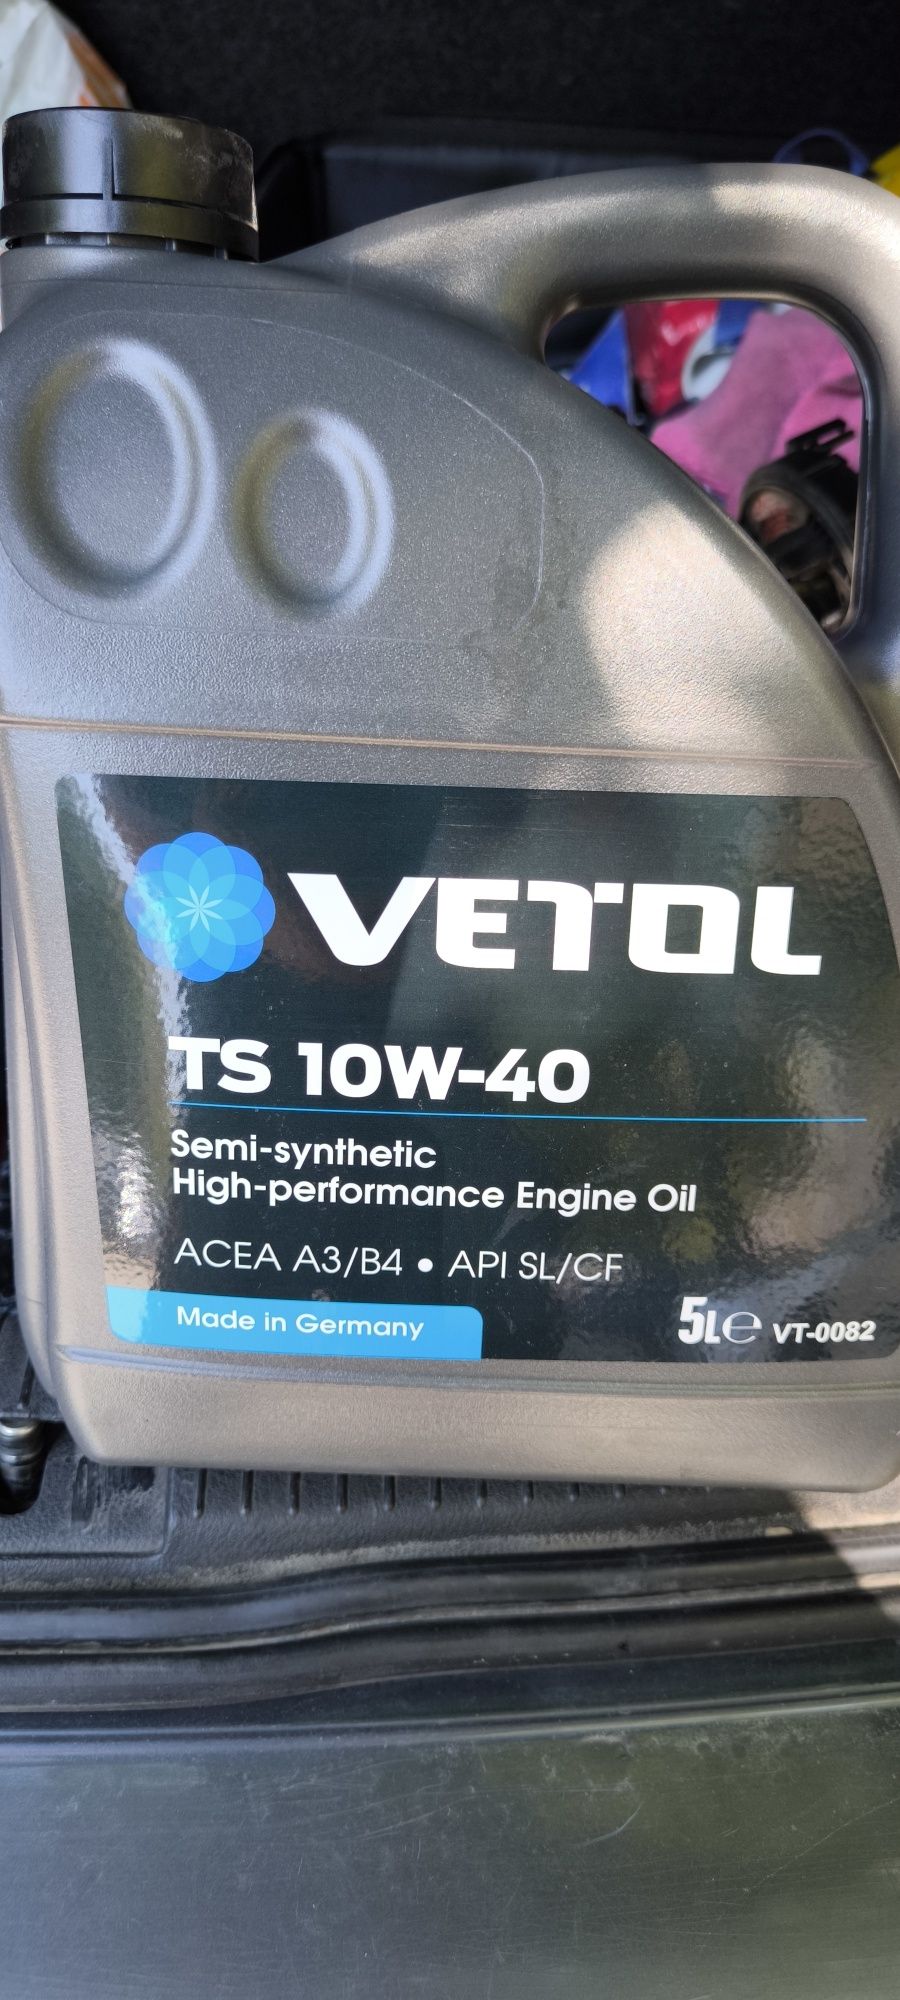 VETOL
TS 10W-40
Semi-synthetic
High-performance Engine Oil
ACEA A3/B4 • API SL/CF
Made in Germany
5L℮ VT-0082